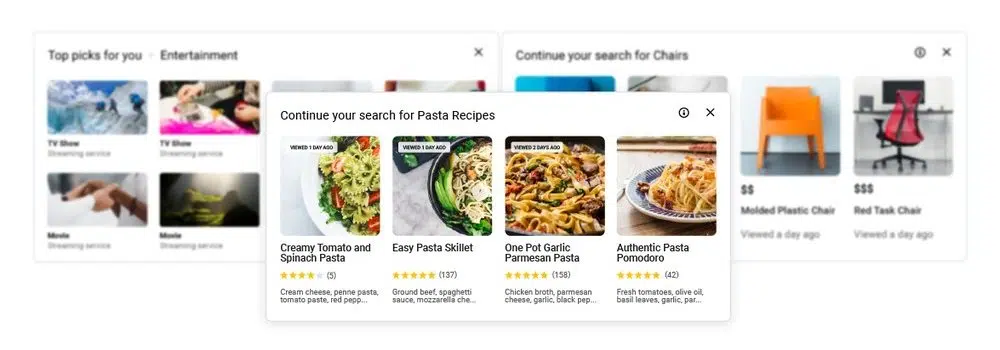 Top picks for you
Entertainment
TV Show
Streaming service
TV Show
Streaming service
Movie
Streaming service
Movie
Streaming service
Continue your search for Pasta Recipes
VIEWED 1 DAY AGO
Creamy Tomato and
Spinach Pasta
(5)
Cream cheese, penne pasta,
tomato paste, red pepp...
VIEWED 1 DAY AGO
Easy Pasta Skillet
(137)
Ground beef, spaghetti
sauce, mozzarella che...
VIEWED 2 DAYS AGO
One Pot Garlic
Parmesan Pasta
(158)
Chicken broth, parmesan
cheese, garlic, black pep...
Authentic Pasta
Pomodoro
(42)
Fresh tomatoes, olive oil,
basil leaves, garlic, par...
Continue your search for Chairs
$$
Molded Plastic Chair
Viewed a day ago
$$$
Red Task Chair
Viewed a day ago